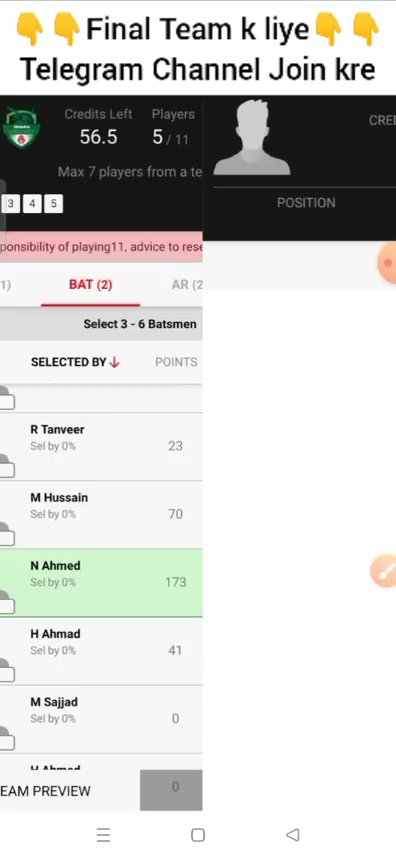 👇👇Final Team k liye👇👇
Telegram Channel Join kre
Credits Left
Players
56.5
5 / 11
Max 7 players from a te
3 4 5
CRE
POSITION
ponsibility of playing11, advice to rese
1)
BAT (2)
AR (2
Select 3 - 6 Batsmen
SELECTED BY↓
POINTS
R Tanveer
Sel by 0%
23
M Hussain
Sel by 0%
70
N Ahmed
Sel by 0%
173
H Ahmad
Sel by 0%
41
M Sajjad
Sel by 0%
0
H Ahmed
EAM PREVIEW
0